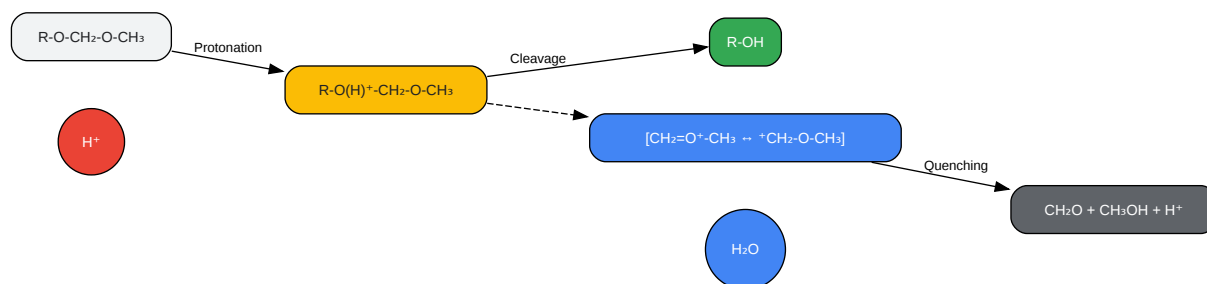 R-O-CH₂-O-CH₃
Protonation
H⁺
R-O(H)⁺-CH₂-O-CH₃
Cleavage
R-OH
[CH₂=O⁺-CH₃ ↔ ⁺CH₂-O-CH₃]
Quenching
H₂O
CH₂O + CH₃OH + H⁺